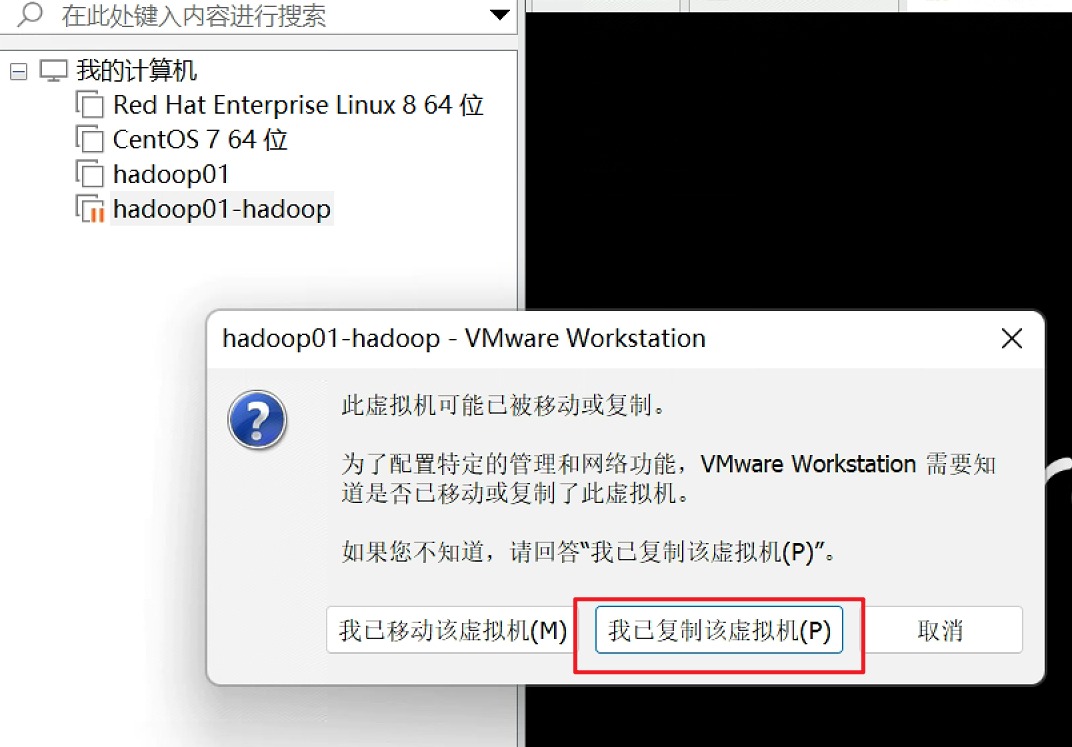 在此处键入内容进行搜索
我的计算机
Red Hat Enterprise Linux 8 64 位
CentOS 7 64 位
hadoop01
hadoop01-hadoop
hadoop01-hadoop - VMware Workstation
此虚拟机可能已被移动或复制。
为了配置特定的管理和网络功能，VMware Workstation 需要知
道是否已移动或复制了此虚拟机。
如果您不知道，请回答“我已复制该虚拟机(P)”。
我已移动该虚拟机(M)
我已复制该虚拟机(P)
取消